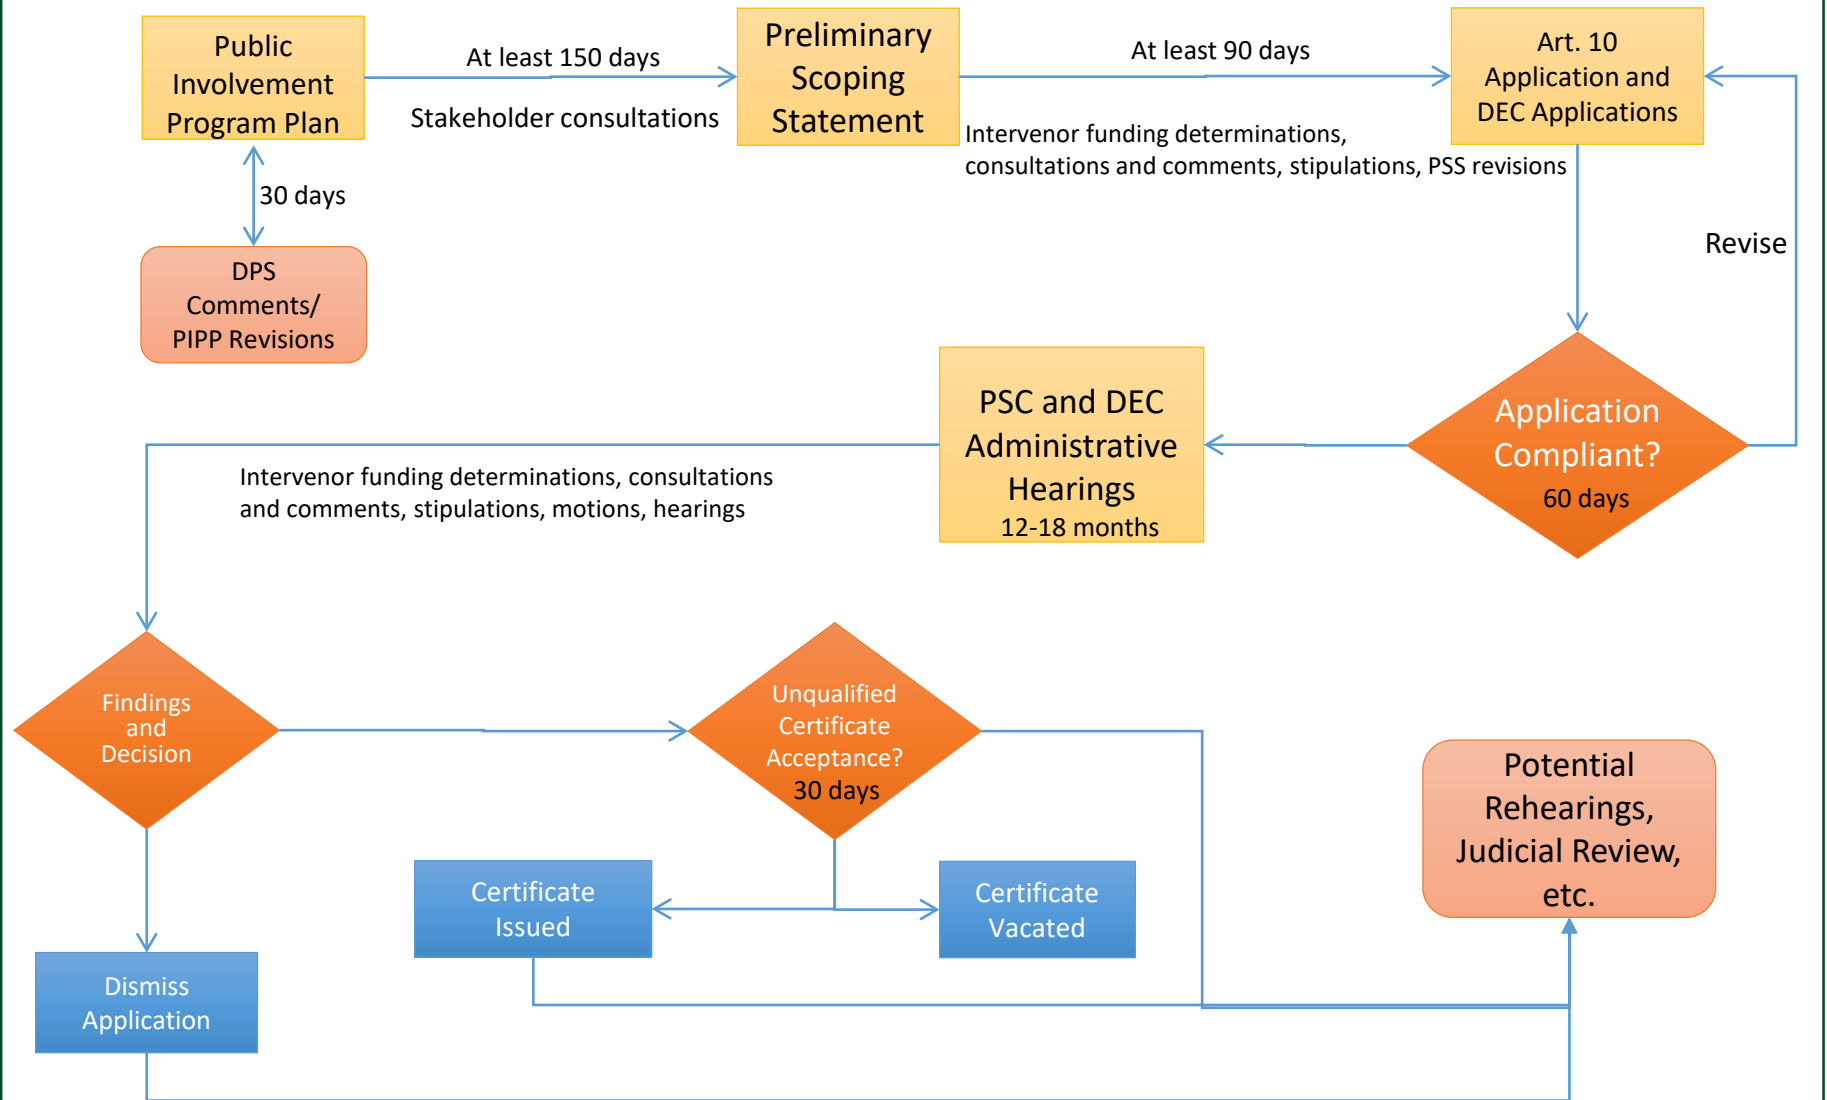 Public
Involvement
Program Plan
At least 150 days
Stakeholder consultations
Preliminary
Scoping
Statement
At least 90 days
Intervenor funding determinations,
consultations and comments, stipulations, PSS revisions
Art. 10
Application and
DEC Applications
30 days
DPS
Comments/
PIPP Revisions
Revise
Application
Compliant?
60 days
PSC and DEC
Administrative
Hearings
12-18 months
Intervenor funding determinations, consultations
and comments, stipulations, motions, hearings
Findings
and
Decision
Unqualified
Certificate
Acceptance?
30 days
Certificate
Issued
Certificate
Vacated
Dismiss
Application
Potential
Rehearings,
Judicial Review,
etc.